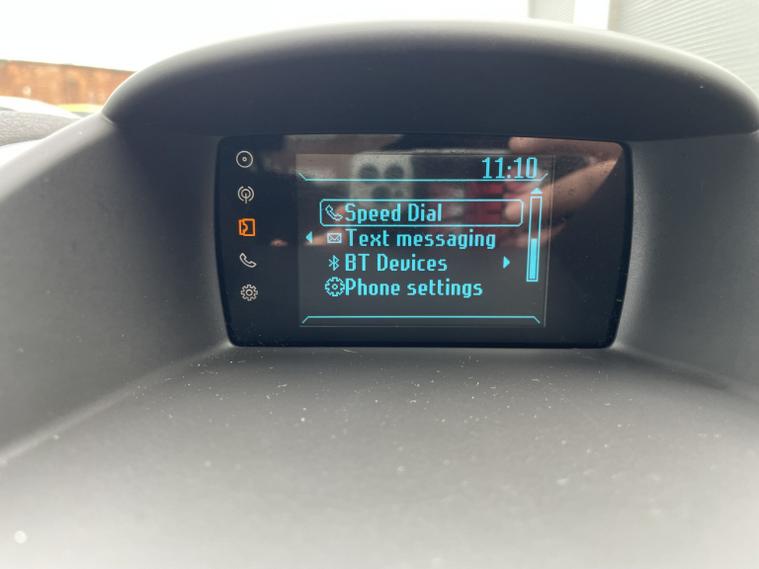 11:10
Speed Dial
Text messaging
BT Devices
Phone settings